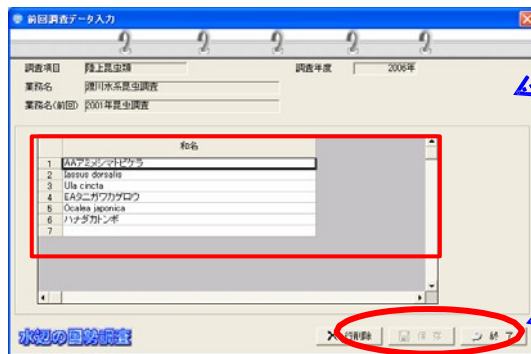 前回調査データ入力
調査項目 陸上昆虫類 調査年度 2006年
業務名 渡川水系昆虫調査
業務名(前回) 2001年昆虫調査
和名
1 AAアミメシマトビケラ
2 Iassus dorsalis
3 Ula cincta
4 EAタニガワカゲロウ
5 Ocalea japonica
6 ハナダカトンボ
7
水辺の国勢調査 行削除 保存 終了